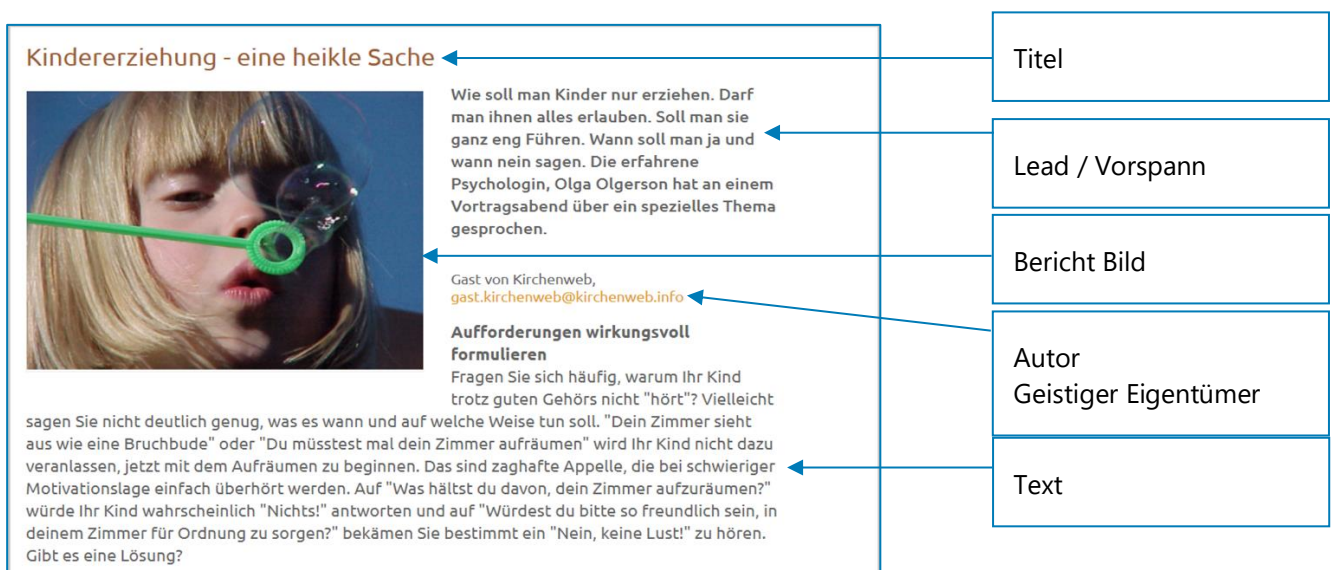 Kindererziehung - eine heikle Sache
Wie soll man Kinder nur erziehen. Darf
man ihnen alles erlauben. Soll man sie
ganz eng Führen. Wann soll man ja und
wann nein sagen. Die erfahrene
Psychologin, Olga Olgerson hat an einem
Vortragsabend über ein spezielles Thema
gesprochen.
Gast von Kirchenweb,
gast.kirchenweb@kirchenweb.info
Aufforderungen wirkungsvoll
formulieren
Fragen Sie sich häufig, warum Ihr Kind
trotz guten Gehörs nicht "hört"? Vielleicht
sagen Sie nicht deutlich genug, was es wann und auf welche Weise tun soll. "Dein Zimmer sieht
aus wie eine Bruchbude" oder "Du müsstest mal dein Zimmer aufräumen" wird Ihr Kind nicht dazu
veranlassen, jetzt mit dem Aufräumen zu beginnen. Das sind zaghafte Appelle, die bei schwieriger
Motivationslage einfach überhört werden. Auf "Was hältst du davon, dein Zimmer aufzuräumen?"
würde Ihr Kind wahrscheinlich "Nichts!" antworten und auf "Würdest du bitte so freundlich sein, in
deinem Zimmer für Ordnung zu sorgen?" bekämen Sie bestimmt ein "Nein, keine Lust!" zu hören.
Gibt es eine Lösung?
Titel
Lead / Vorspann
Bericht Bild
Autor
Geistiger Eigentümer
Text